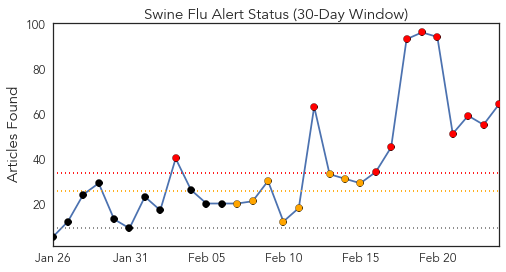 Swine Flu Alert Status (30-Day Window)
100
80
60
40
20
Articles Found
Jan 26
Jan 31
Feb 05
Feb 10
Feb 15
Feb 20